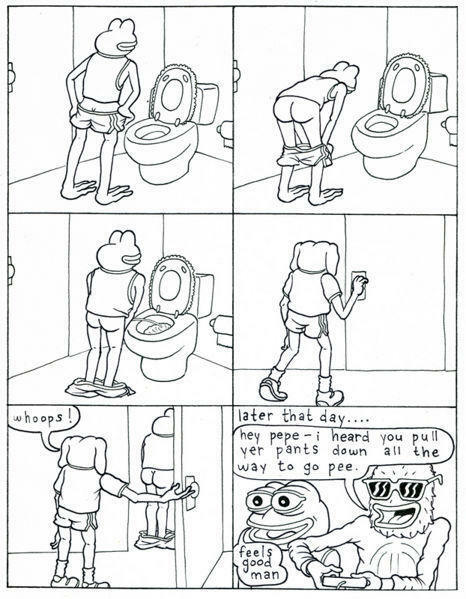 whoops!
later that day....
hey pepe – i heard you pull
yer pants down all the
way to go pee.
feels
good
man